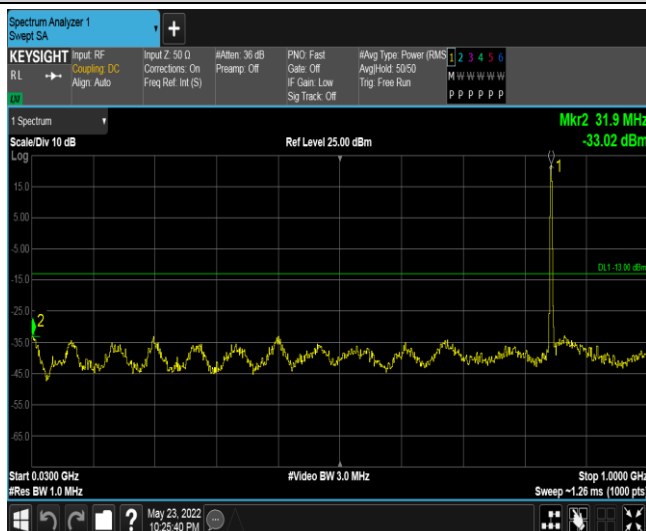 Spectrum Analyzer 1
Swept SA
+
KEYSIGHT Input: RF Input Z: 50 Ω #Atten: 36 dB PNO: Fast #Avg Type: Power (RMS 1 2 3 4 5 6
RL Coupling: DC Corrections: On Preamp: Off Gate: Off Avg|Hold: 50/50 M W W W W W
Align: Auto Freq Ref: Int (S) IF Gain: Low Trig: Free Run
Sig Track: Off P P P P P P
1 Spectrum Mkr2 31.9 MHz
Scale/Div 10 dB Ref Level 25.00 dBm -33.02 dBm
Log
1
15.0
5.00
-5.00
DL1 -13.00 dBm
-15.0
-25.0
2
-35.0
-45.0
-55.0
-65.0
Start 0.0300 GHz #Video BW 3.0 MHz Stop 1.0000 GHz
#Res BW 1.0 MHz Sweep ~1.26 ms (1000 pts)
? May 23, 2022
10:25:40 PM